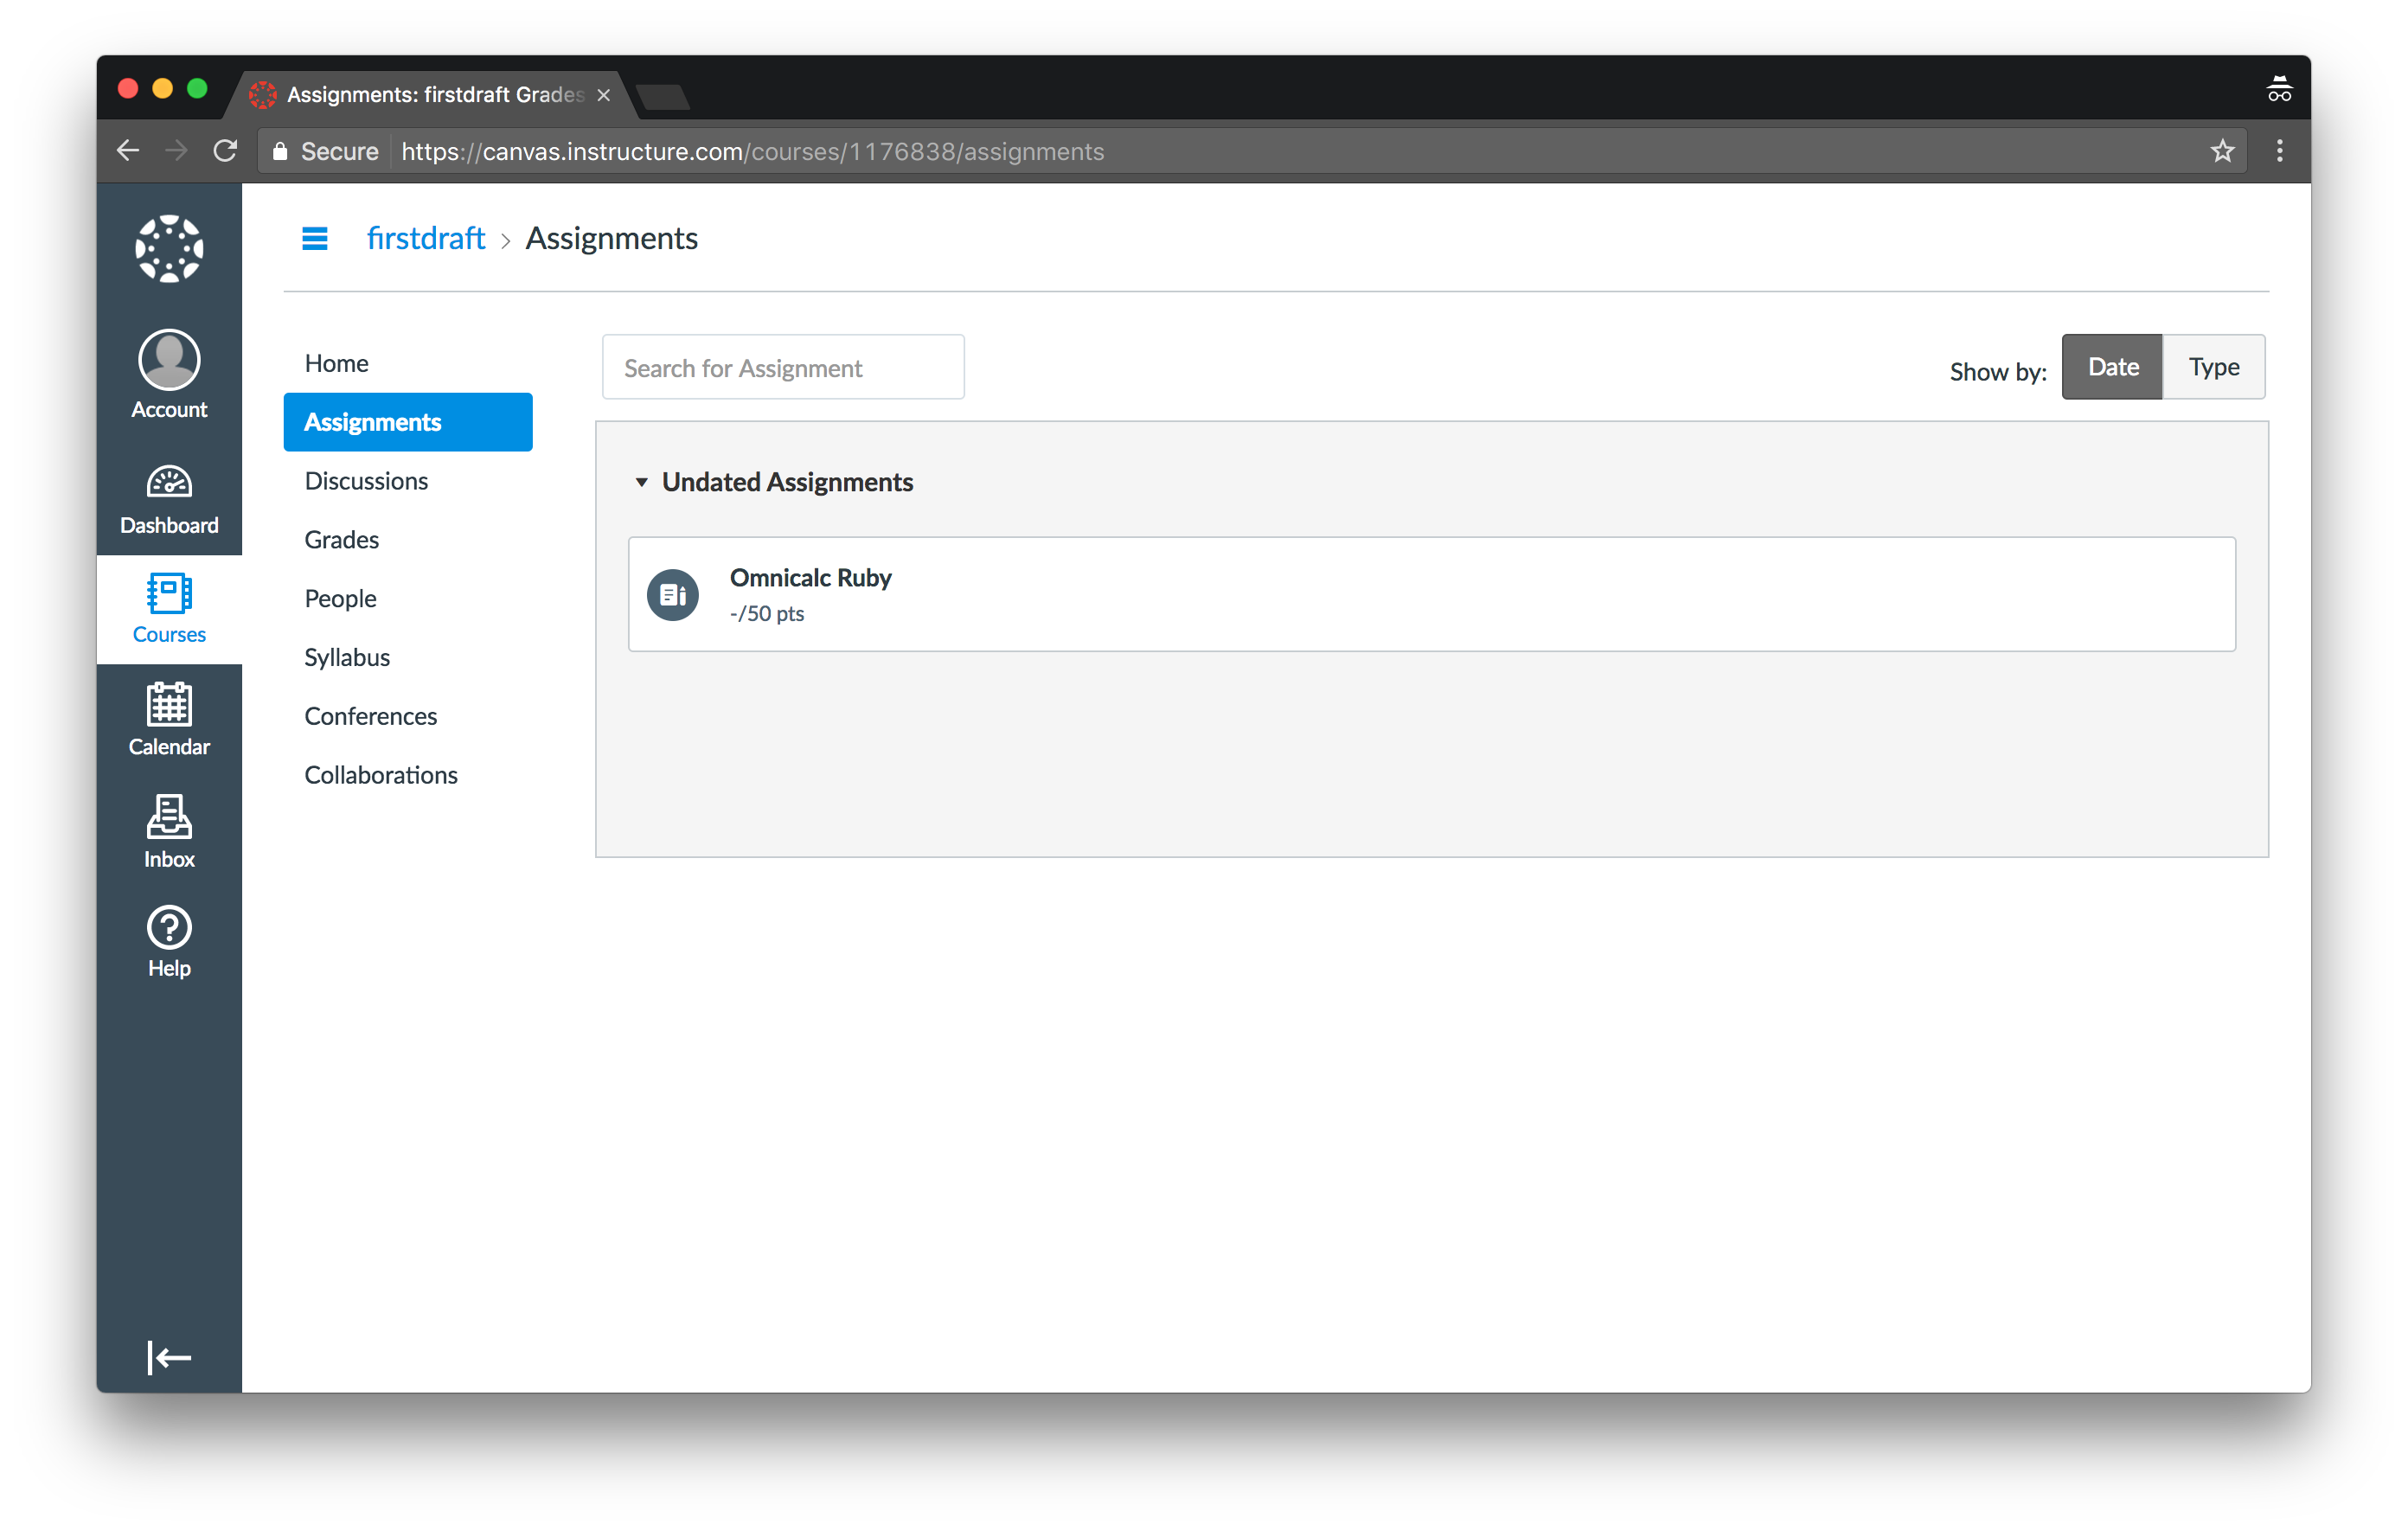 Assignments: firstdraft Grades
Secure https://canvas.instructure.com/courses/1176838/assignments
firstdraft > Assignments
Account
Dashboard
Courses
Calendar
Inbox
Help
Home
Assignments
Discussions
Grades
People
Syllabus
Conferences
Collaborations
Search for Assignment
Show by: Date Type
Undated Assignments
Omnicalc Ruby
-/50 pts